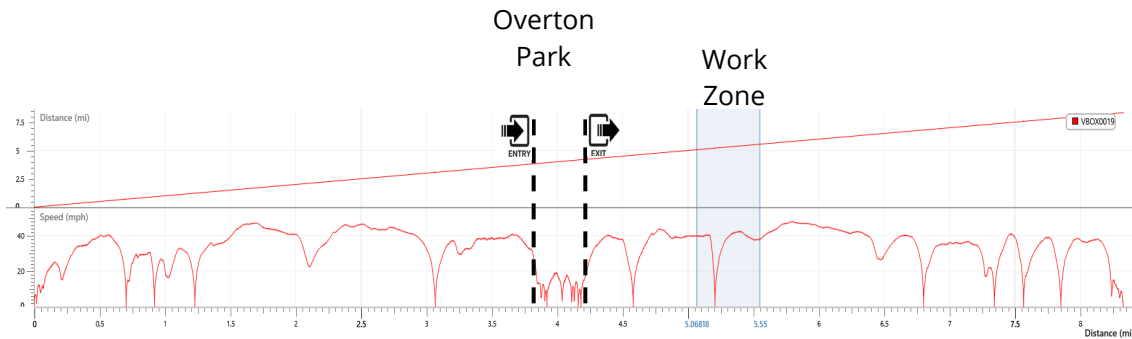 Overton
Park
Work
Zone
Distance (mi)
VBOX0019
ENTRY
EXIT
7.5
5
2.5
0
Speed (mph)
40
20
0
0 0.5 1 1.5 2 2.5 3 3.5 4 4.5 5.06818 5.55 6 6.5 7 7.5 8
Distance (mi